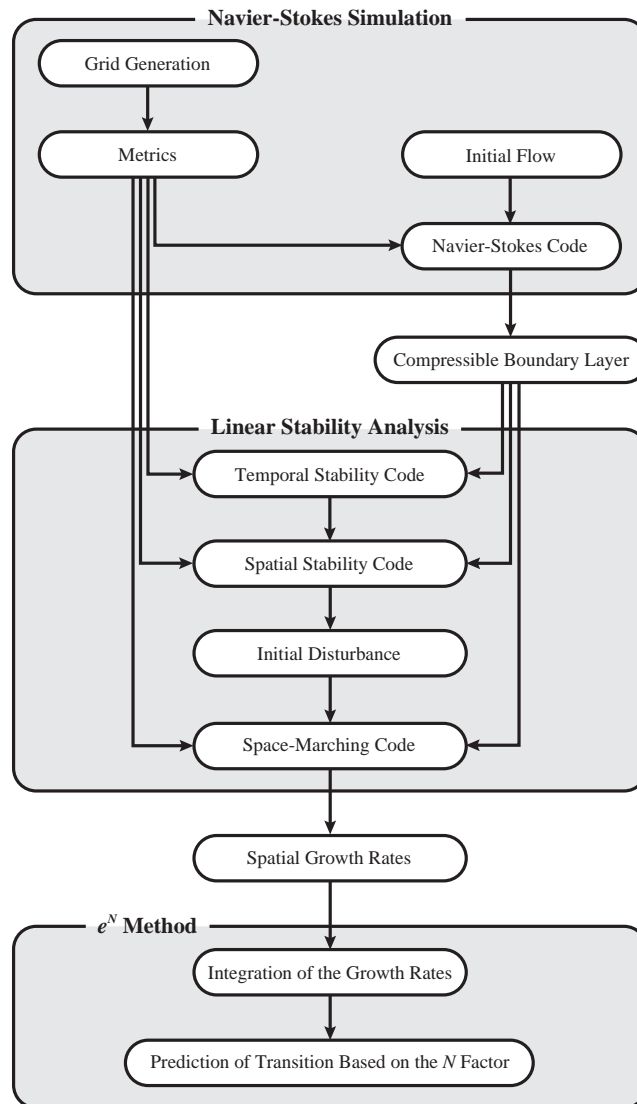 Navier-Stokes Simulation
Grid Generation
Metrics
Initial Flow
Navier-Stokes Code
Compressible Boundary Layer
Linear Stability Analysis
Temporal Stability Code
Spatial Stability Code
Initial Disturbance
Space-Marching Code
Spatial Growth Rates
e^N Method
Integration of the Growth Rates
Prediction of Transition Based on the N Factor